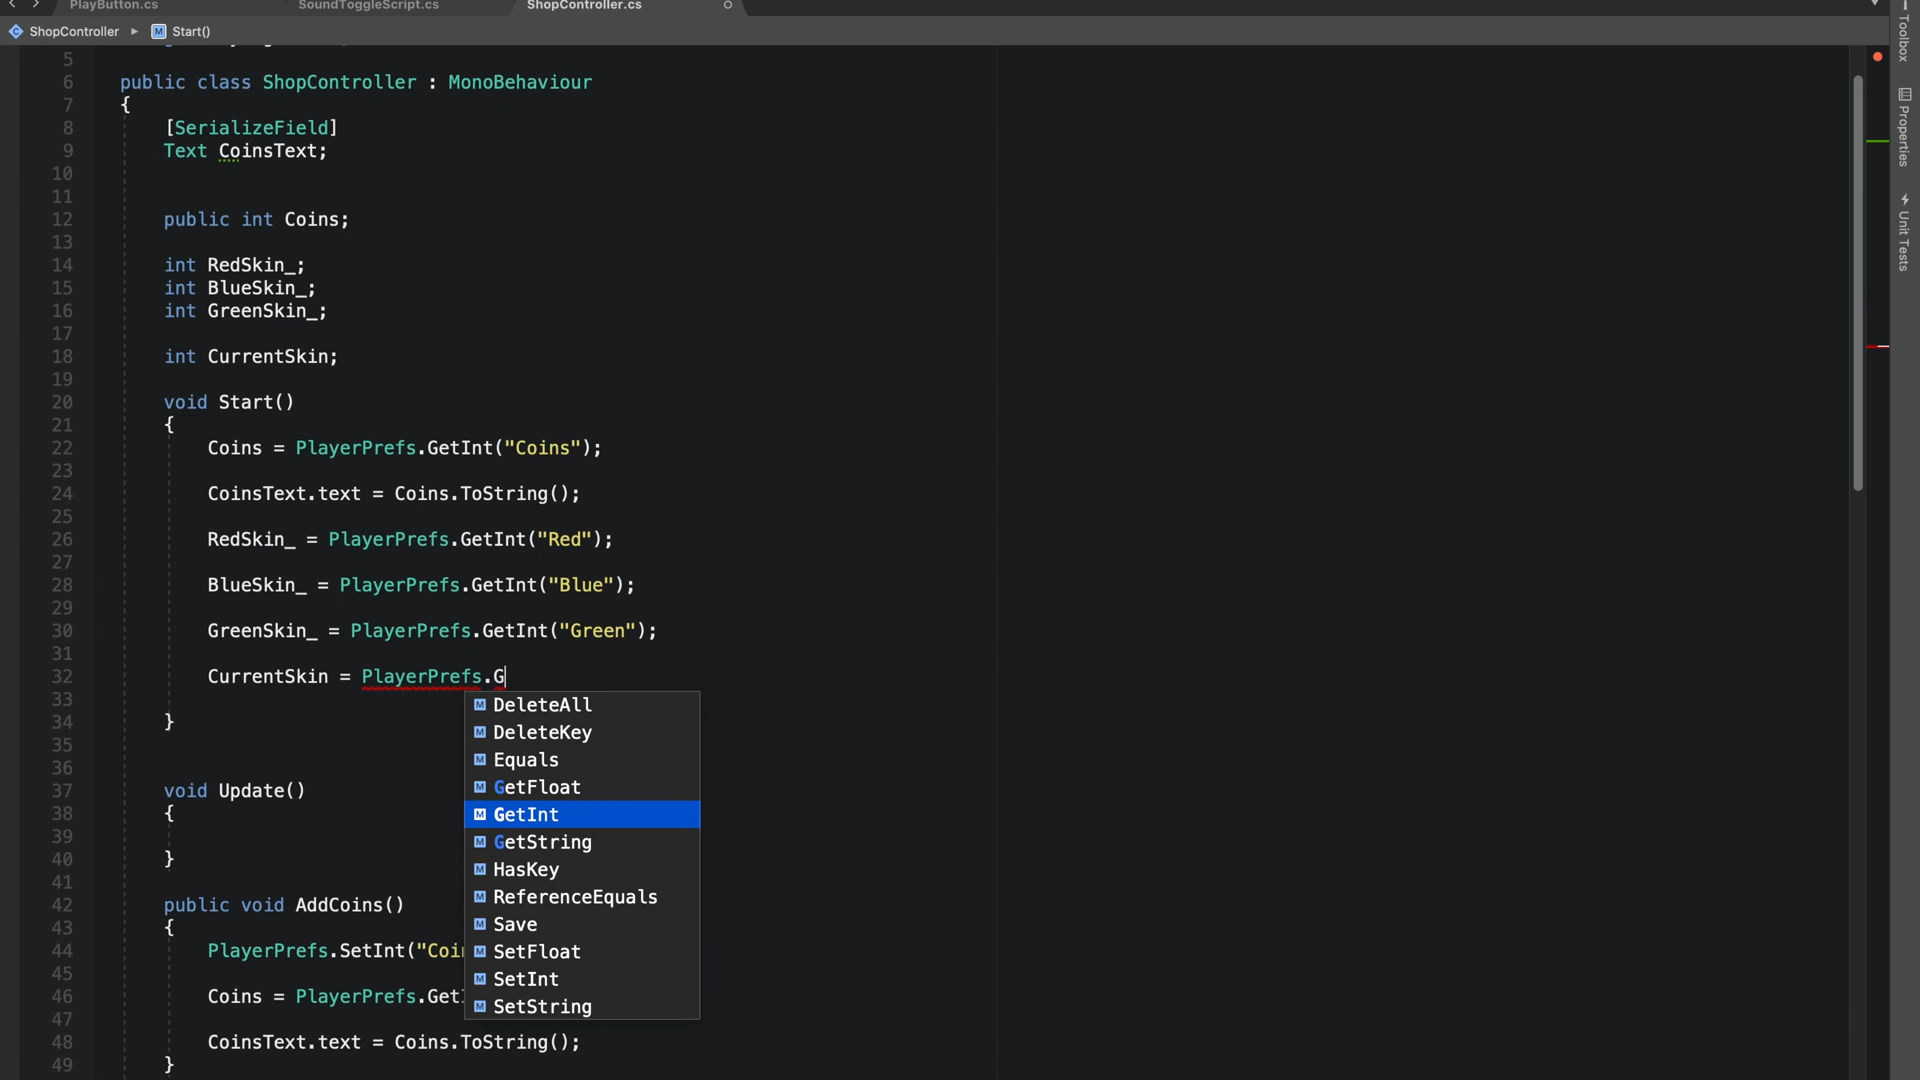 PlayButton.cs SoundToggleScript.cs ShopController.cs
ShopController Start()
5
6 public class ShopController : MonoBehaviour
7 {
8 [SerializeField]
9 Text CoinsText;
10
11
12 public int Coins;
13
14 int RedSkin_;
15 int BlueSkin_;
16 int GreenSkin_;
17
18 int CurrentSkin;
19
20 void Start()
21 {
22 Coins = PlayerPrefs.GetInt("Coins");
23
24 CoinsText.text = Coins.ToString();
25
26 RedSkin_ = PlayerPrefs.GetInt("Red");
27
28 BlueSkin_ = PlayerPrefs.GetInt("Blue");
29
30 GreenSkin_ = PlayerPrefs.GetInt("Green");
31
32 CurrentSkin = PlayerPrefs.G
33
34 }
35
36
37 void Update()
38 {
39
40 }
41
42 public void AddCoins()
43 {
44 PlayerPrefs.SetInt("Coi
45
46 Coins = PlayerPrefs.Get
47
48 CoinsText.text = Coins.ToString();
49 }
M DeleteAll
M DeleteKey
M Equals
M GetFloat
M GetInt
M GetString
M HasKey
M ReferenceEquals
M Save
M SetFloat
M SetInt
M SetString
Toolbox
Properties
Unit Tests